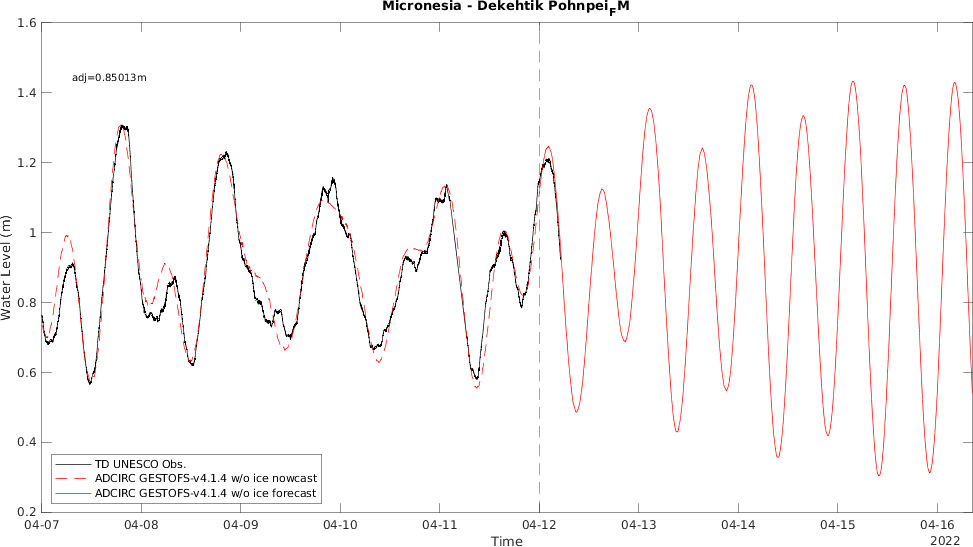 Micronesia - Dekehtik Pohnpei_FM
1.6
adj=0.85013m
1.4
1.2
1
0.8
0.6
0.4
0.2
Water Level (m)
TD UNESCO Obs.
ADCIRC GESTOFS-v4.1.4 w/o ice nowcast
ADCIRC GESTOFS-v4.1.4 w/o ice forecast
04-07 04-08 04-09 04-10 04-11 04-12 04-13 04-14 04-15 04-16
Time
2022